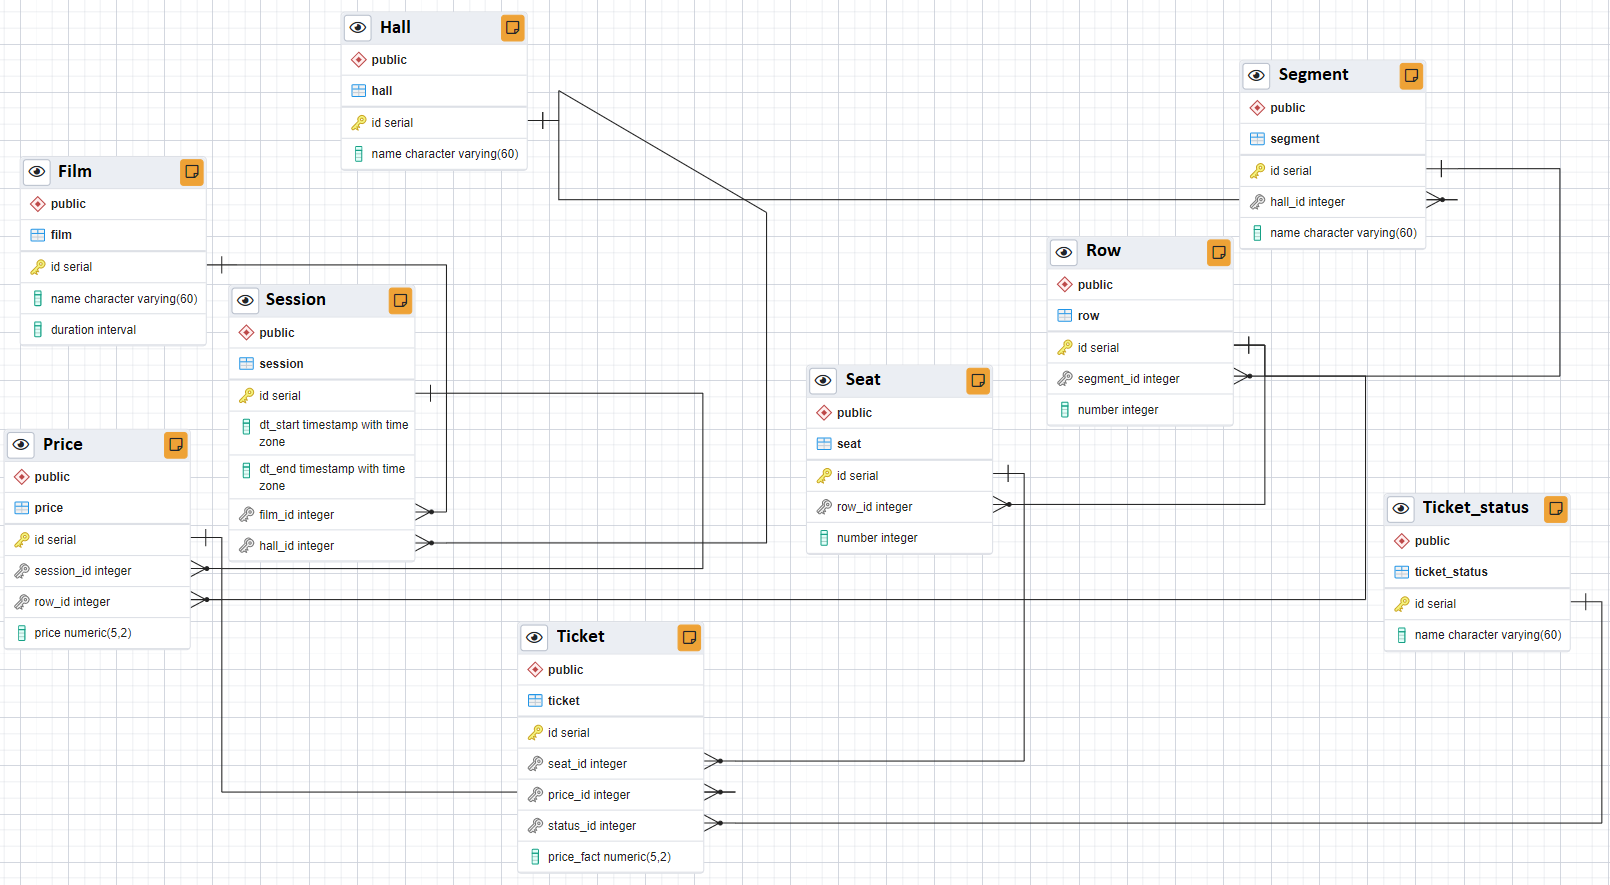 Hall
public
hall
id serial
name character varying(60)
Segment
public
segment
id serial
hall_id integer
name character varying(60)
Film
public
film
id serial
name character varying(60)
duration interval
Row
public
row
id serial
segment_id integer
number integer
Session
public
session
id serial
dt_start timestamp with time
zone
dt_end timestamp with time
zone
film_id integer
hall_id integer
Seat
public
seat
id serial
row_id integer
number integer
Price
public
price
id serial
session_id integer
row_id integer
price numeric(5,2)
Ticket_status
public
ticket_status
id serial
name character varying(60)
Ticket
public
ticket
id serial
seat_id integer
price_id integer
status_id integer
price_fact numeric(5,2)